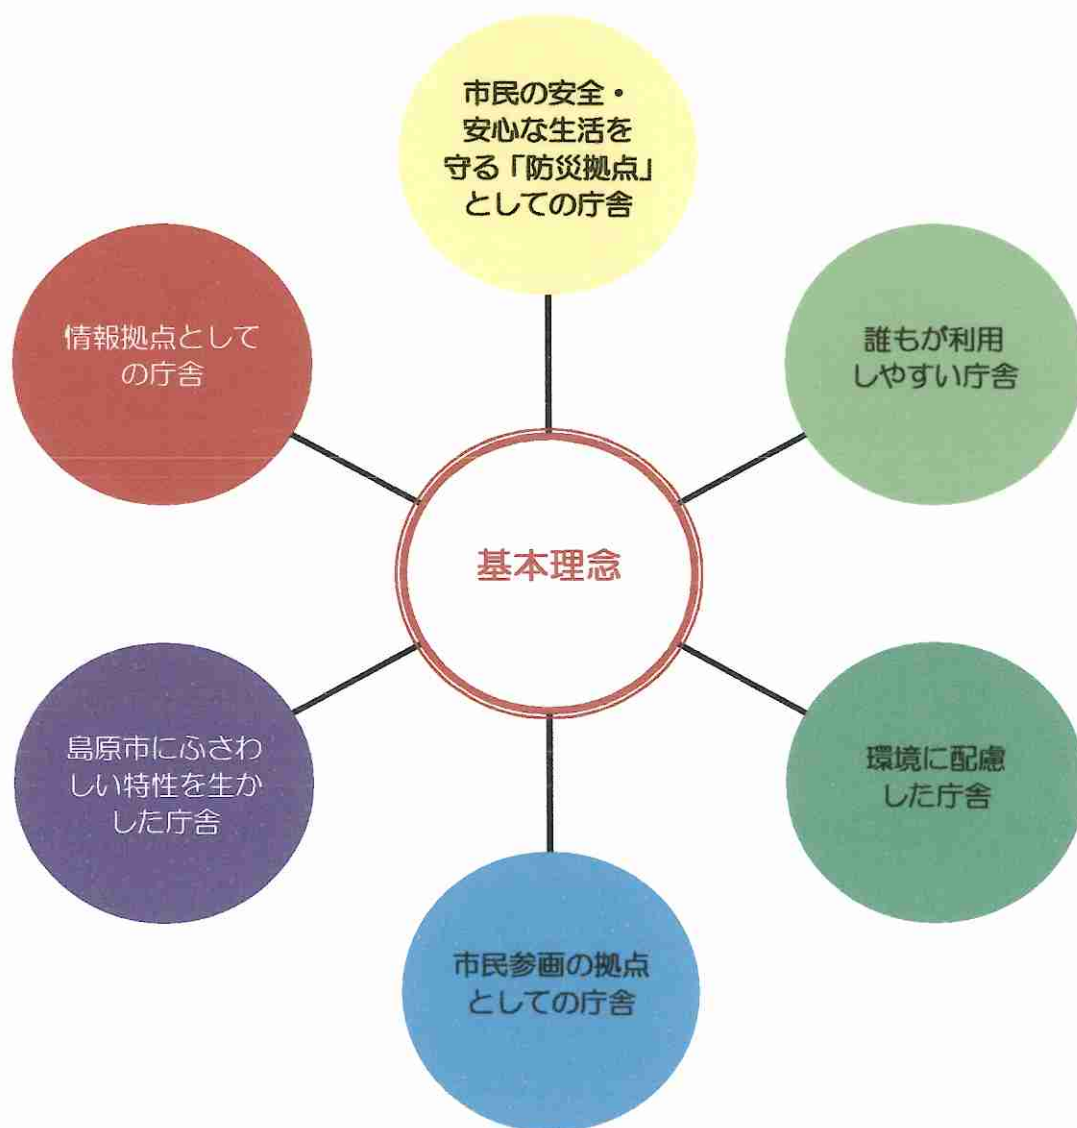 市民の安全・
安心な生活を
守る「防災拠点」
としての庁舎
誰もが利用
しやすい庁舎
環境に配慮
した庁舎
市民参画の拠点
としての庁舎
島原市にふさわ
しい特性を生か
した庁舎
情報拠点として
の庁舎
基本理念